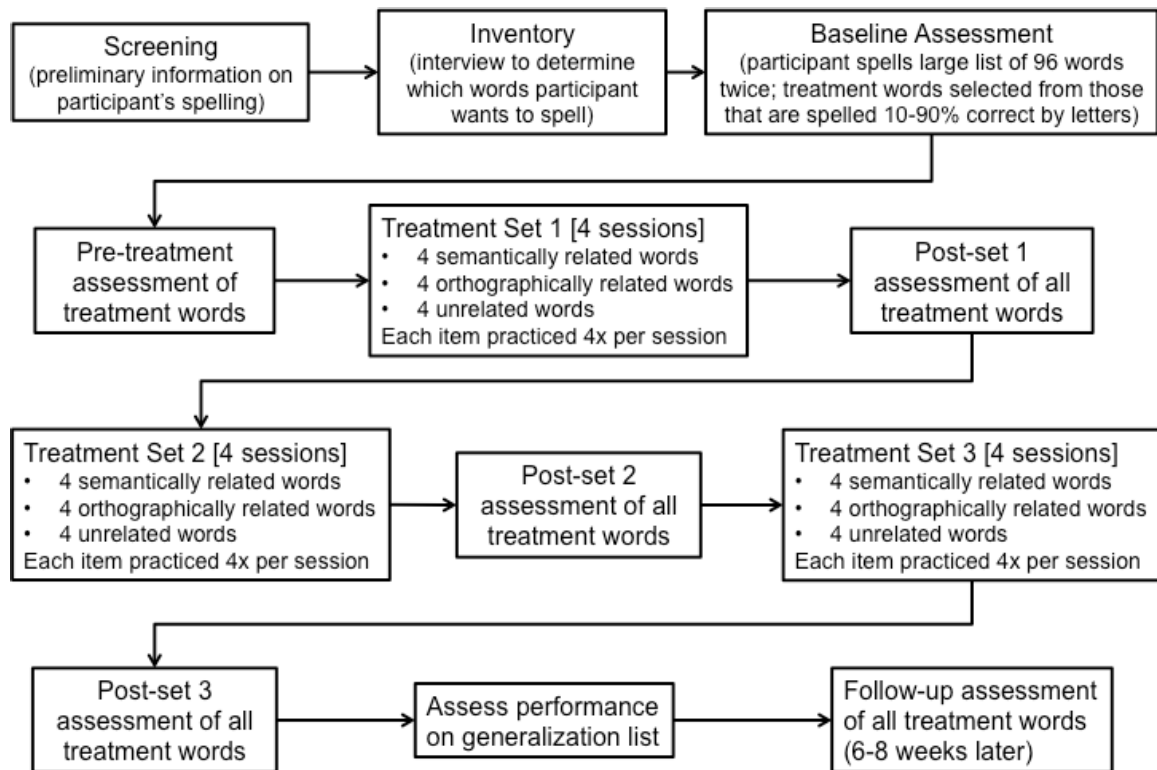 Screening
(preliminary information on
participant's spelling)
Inventory
(interview to determine
which words participant
wants to spell)
Baseline Assessment
(participant spells large list of 96 words
twice; treatment words selected from those
that are spelled 10-90% correct by letters)
Pre-treatment
assessment of
treatment words
Treatment Set 1 [4 sessions]
• 4 semantically related words
• 4 orthographically related words
• 4 unrelated words
Each item practiced 4x per session
Post-set 1
assessment of all
treatment words
Treatment Set 2 [4 sessions]
• 4 semantically related words
• 4 orthographically related words
• 4 unrelated words
Each item practiced 4x per session
Post-set 2
assessment of all
treatment words
Treatment Set 3 [4 sessions]
• 4 semantically related words
• 4 orthographically related words
• 4 unrelated words
Each item practiced 4x per session
Post-set 3
assessment of all
treatment words
Assess performance
on generalization list
Follow-up assessment
of all treatment words
(6-8 weeks later)